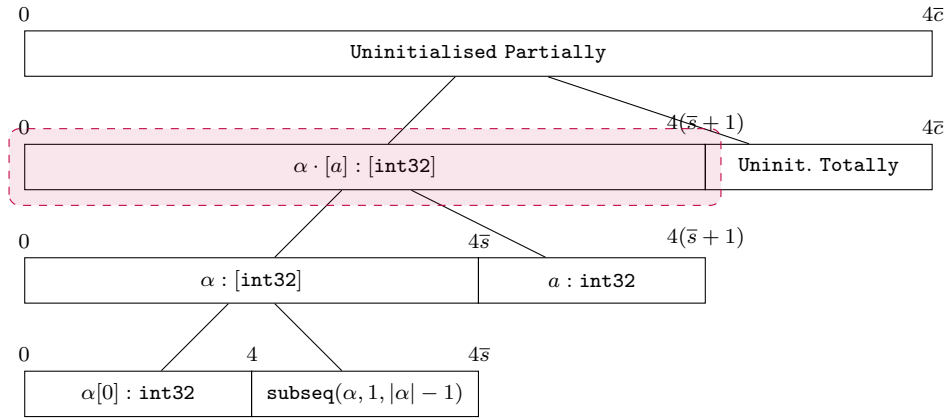 0 4c̅
Uninitialised Partially
0 4(s̅ + 1) 4c̅
α · [a] : [int32] Uninit. Totally
0 4s̅ 4(s̅ + 1)
α : [int32] a : int32
0 4 4s̅
α[0] : int32 subseq(α, 1, |α| − 1)